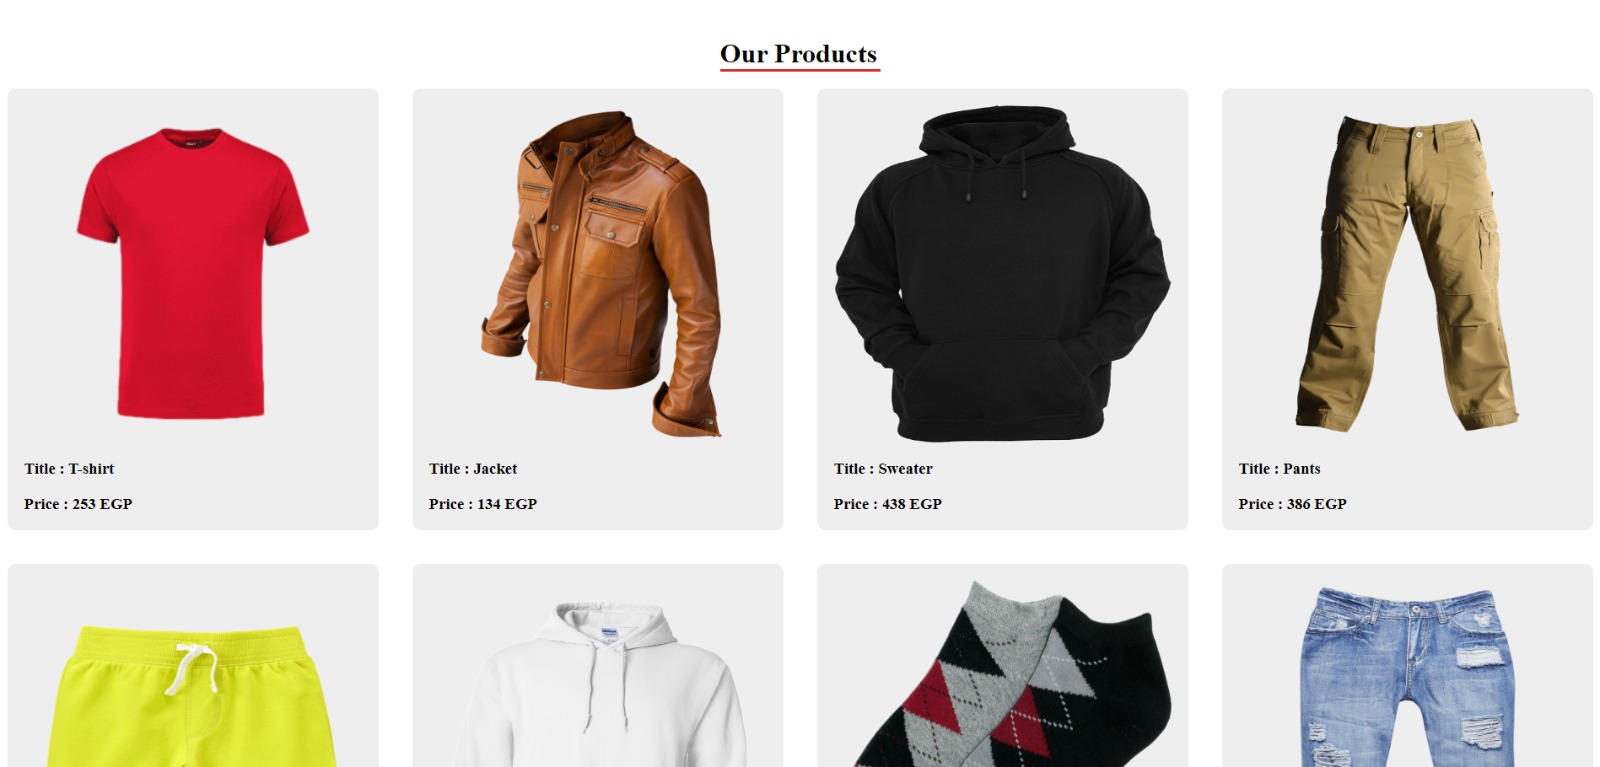 Our Products
Title : T-shirt
Price : 253 EGP
Title : Jacket
Price : 134 EGP
Title : Sweater
Price : 438 EGP
Title : Pants
Price : 386 EGP